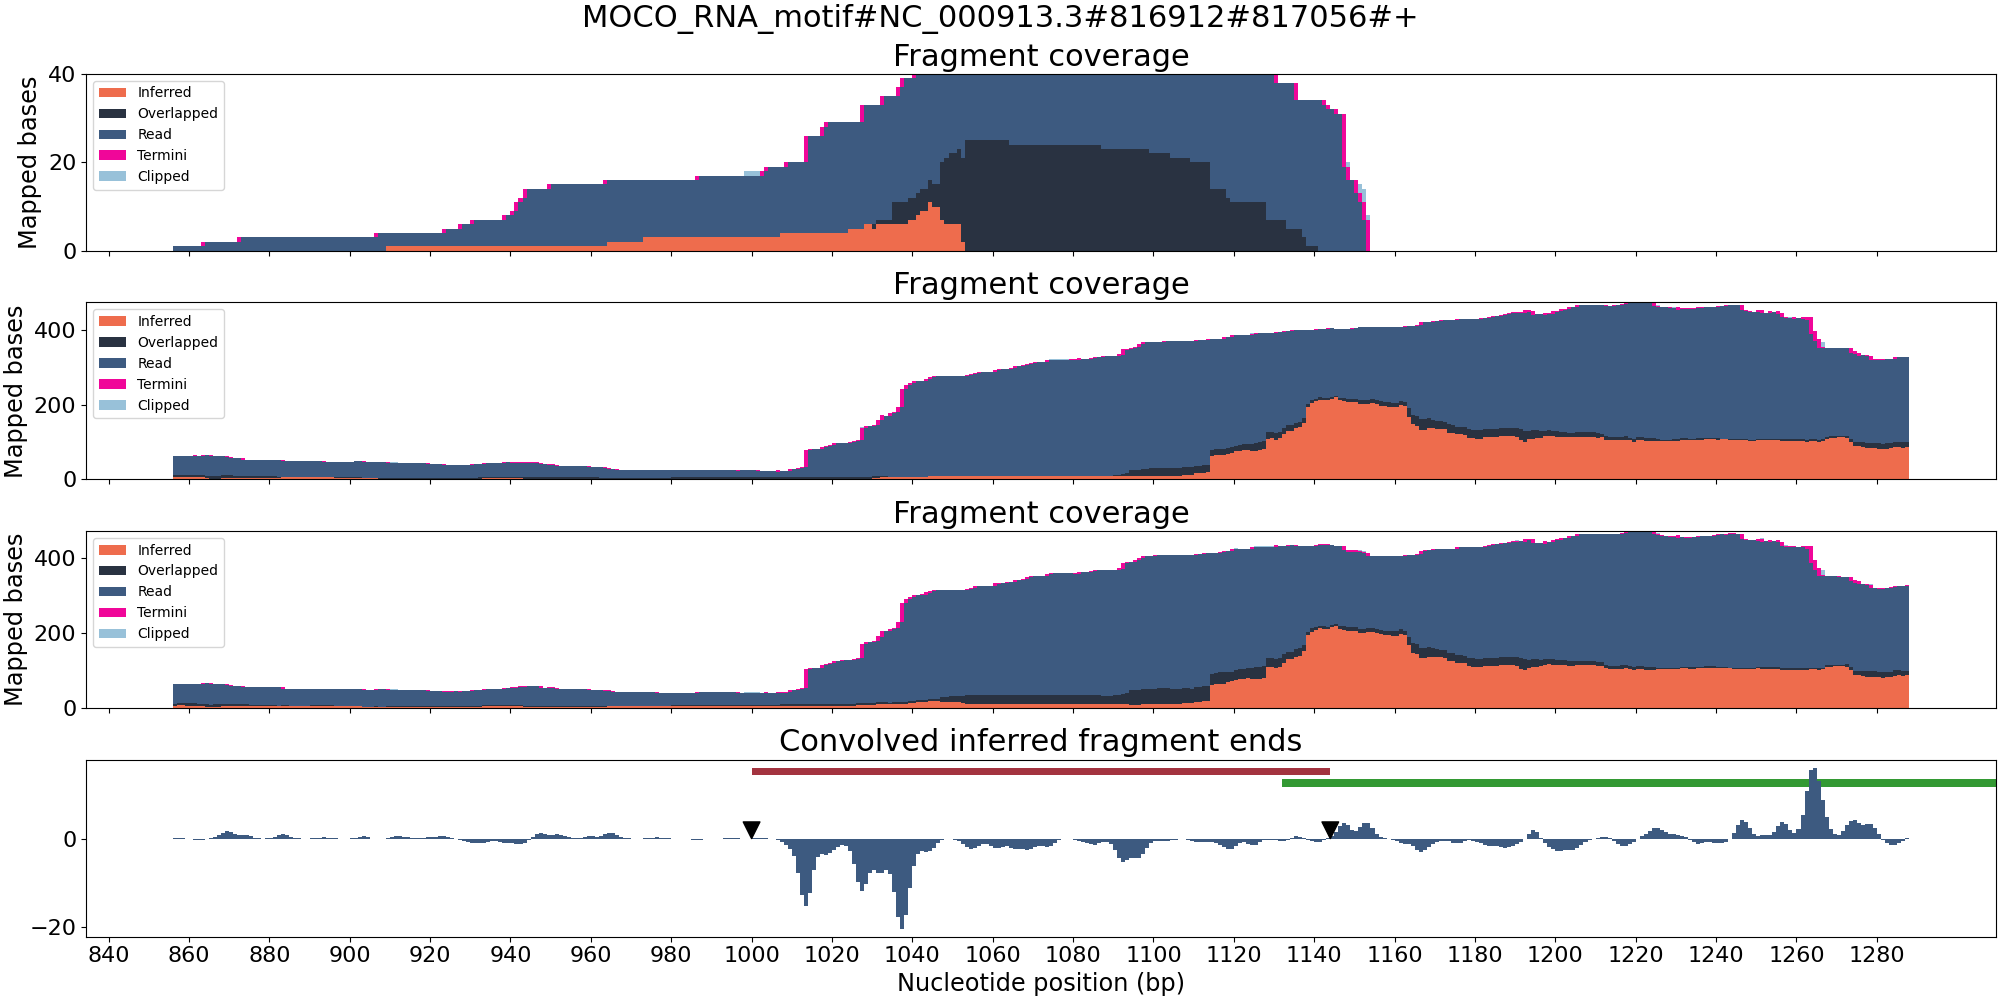 MOCO_RNA_motif#NC_000913.3#816912#817056#+
Fragment coverage
Mapped bases
40
20
0
Inferred
Overlapped
Read
Termini
Clipped
Fragment coverage
Mapped bases
400
200
0
Inferred
Overlapped
Read
Termini
Clipped
Fragment coverage
Mapped bases
400
200
0
Inferred
Overlapped
Read
Termini
Clipped
Convolved inferred fragment ends
0
−20
840 860 880 900 920 940 960 980 1000 1020 1040 1060 1080 1100 1120 1140 1160 1180 1200 1220 1240 1260 1280
Nucleotide position (bp)